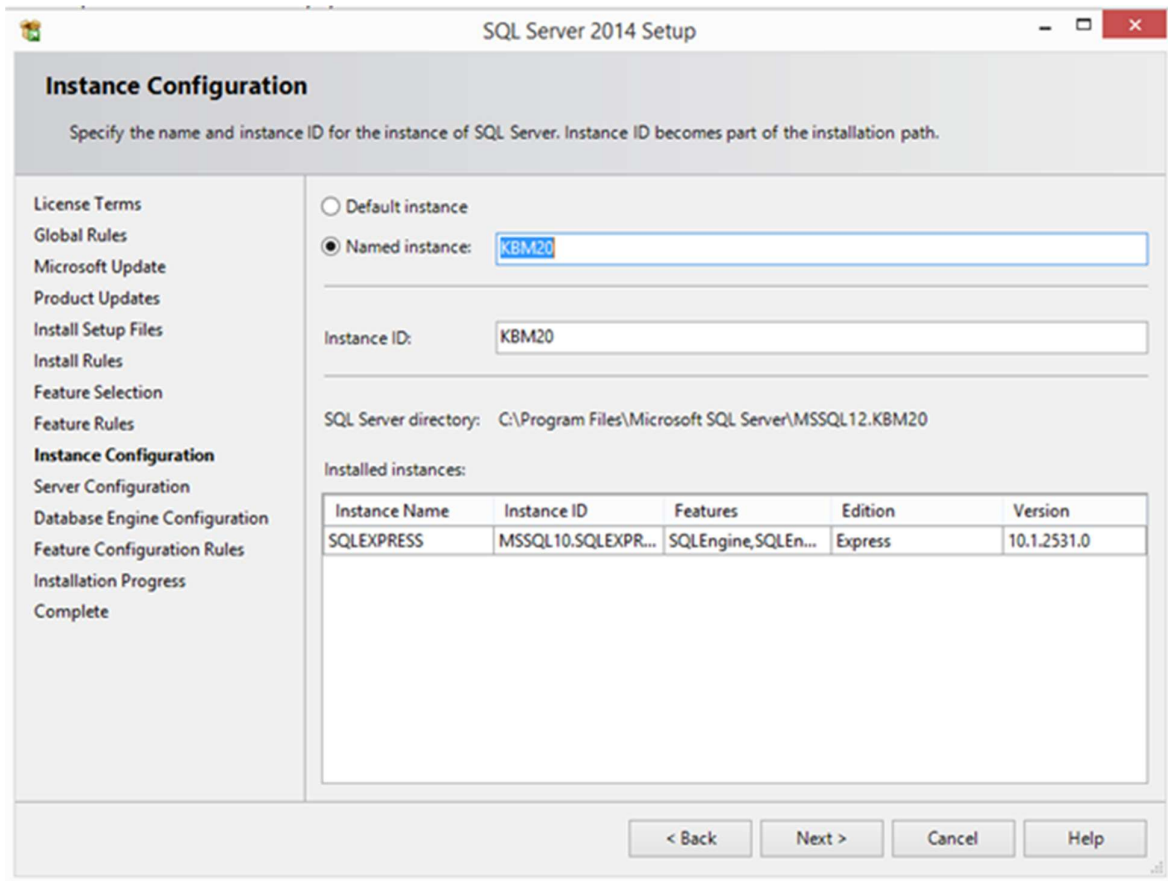 SQL Server 2014 Setup
Instance Configuration
Specify the name and instance ID for the instance of SQL Server. Instance ID becomes part of the installation path.
License Terms
Global Rules
Microsoft Update
Product Updates
Install Setup Files
Install Rules
Feature Selection
Feature Rules
Instance Configuration
Server Configuration
Database Engine Configuration
Feature Configuration Rules
Installation Progress
Complete
Default instance
Named instance: KBM20
Instance ID: KBM20
SQL Server directory: C:\Program Files\Microsoft SQL Server\MSSQL12.KBM20
Installed instances:
Instance Name Instance ID Features Edition Version
SQLEXPRESS MSSQL10.SQLEXPR... SQLEngine,SQLEn... Express 10.1.2531.0
< Back Next > Cancel Help